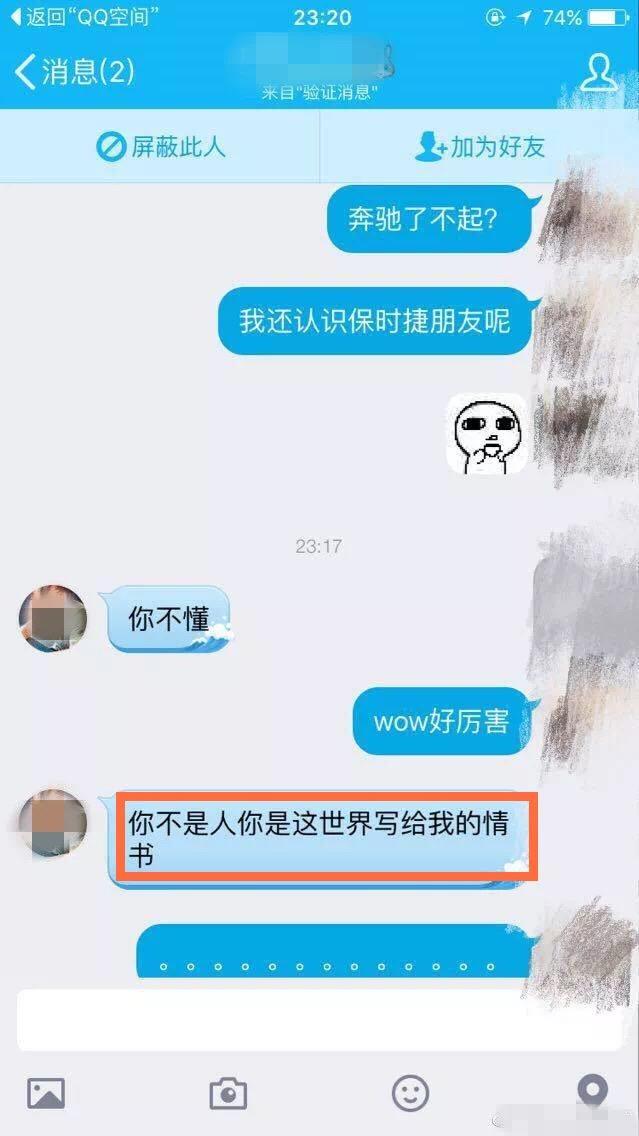 返回“QQ空间”
23:20
74%
消息(2)
来自“验证消息”
屏蔽此人
加为好友
奔驰了不起?
我还认识保时捷朋友呢
23:17
你不懂
wow好厉害
你不是人你是这世界写给我的情
书
。。。。。。。。。。。。。